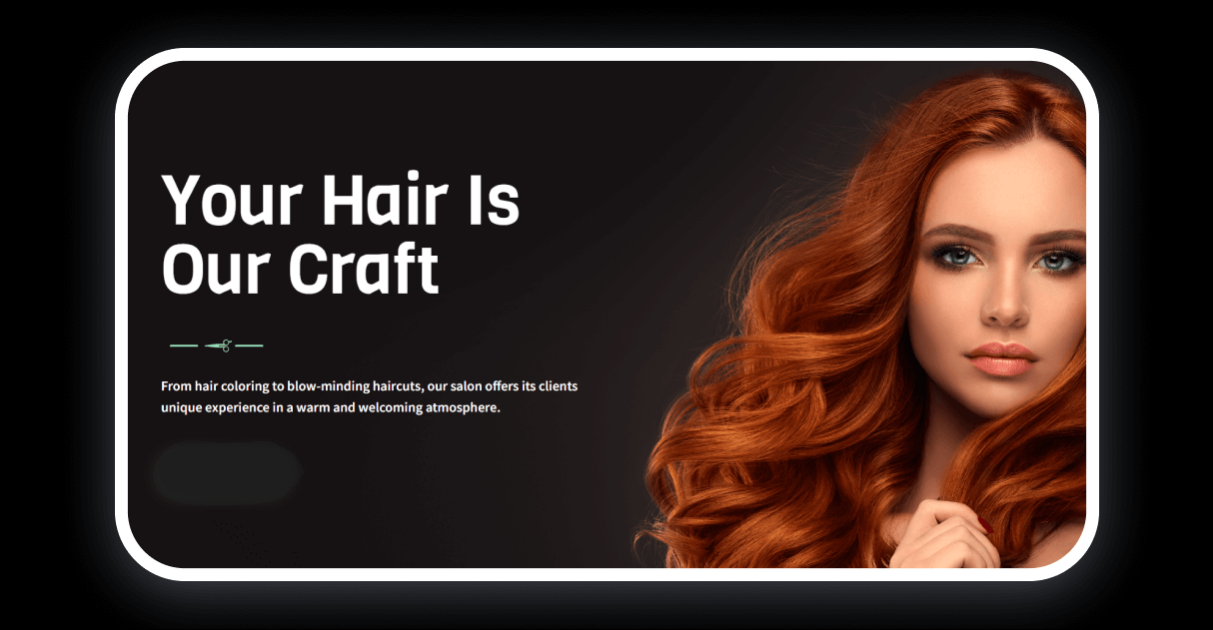 Your Hair Is
Our Craft
From hair coloring to blow-minding haircuts, our salon offers its clients
unique experience in a warm and welcoming atmosphere.